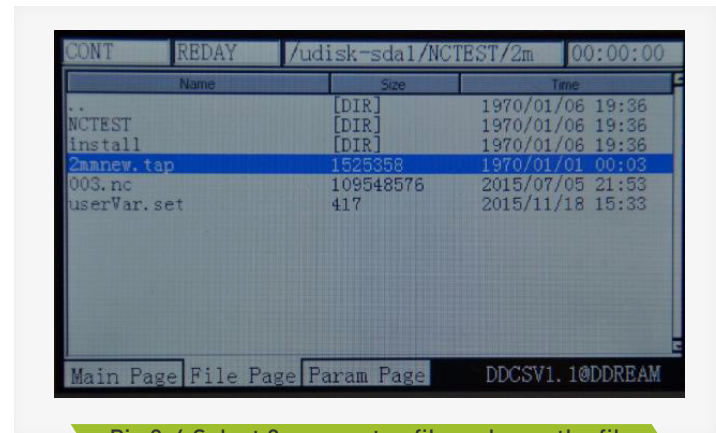 CONT REDAY /udisk-sda1/NCTEST/2m 00:00:00
Name Size Time
.. [DIR] 1970/01/06 19:36
NCTEST [DIR] 1970/01/06 19:36
install [DIR] 1970/01/06 19:36
2mmnew.tap 1525358 1970/01/01 00:03
003.nc 109548576 2015/07/05 21:53
userVar.set 417 2015/11/18 15:33
Main Page File Page Param Page DDCSV1.1@DDREAM